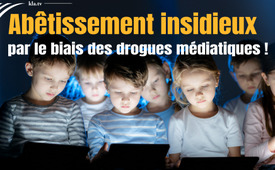 kla.tv
Abêtissement insidieux
par le biais des drogues médiatiques !